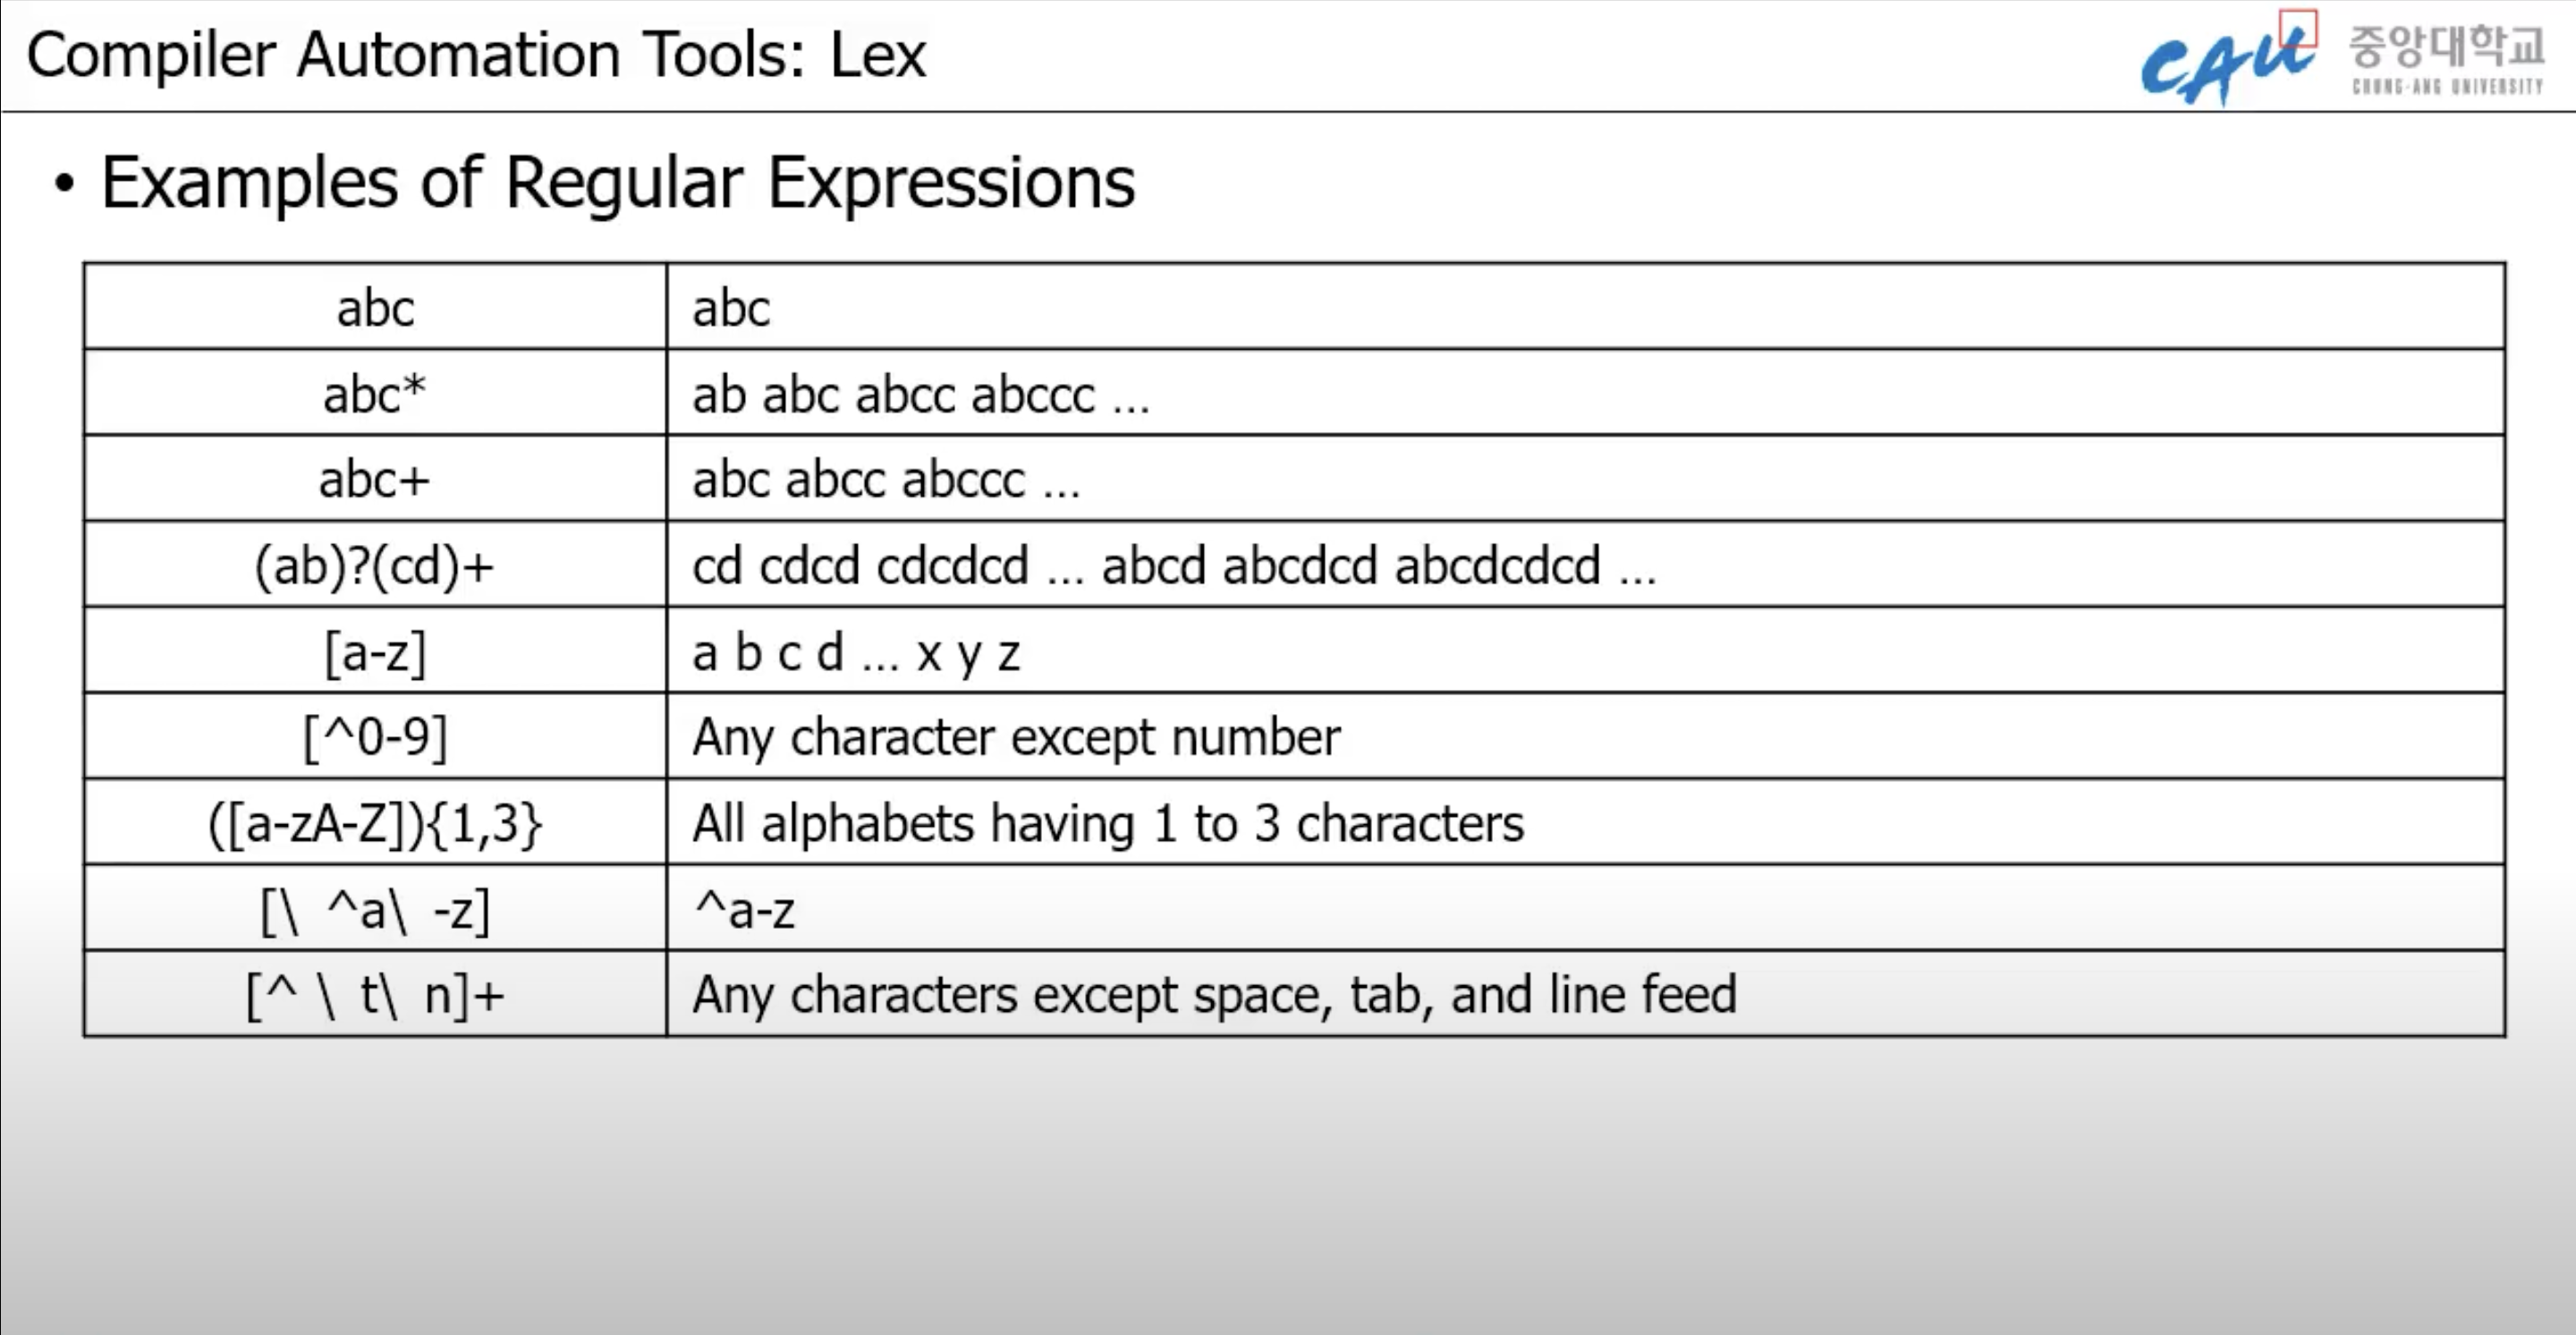 Compiler Automation Tools: Lex
CAU
중앙대학교
CHUNG-ANG UNIVERSITY
• Examples of Regular Expressions
abc abc
abc* ab abc abcc abccc ...
abc+ abc abcc abccc ...
(ab)?(cd)+ cd cdcd cdcdcd ... abcd abcdcd abcdcdcd ...
[a-z] a b c d ... x y z
[^0-9] Any character except number
([a-zA-Z]){1,3} All alphabets having 1 to 3 characters
[\ ^a\ -z] ^a-z
[^ \ t\ n]+ Any characters except space, tab, and line feed